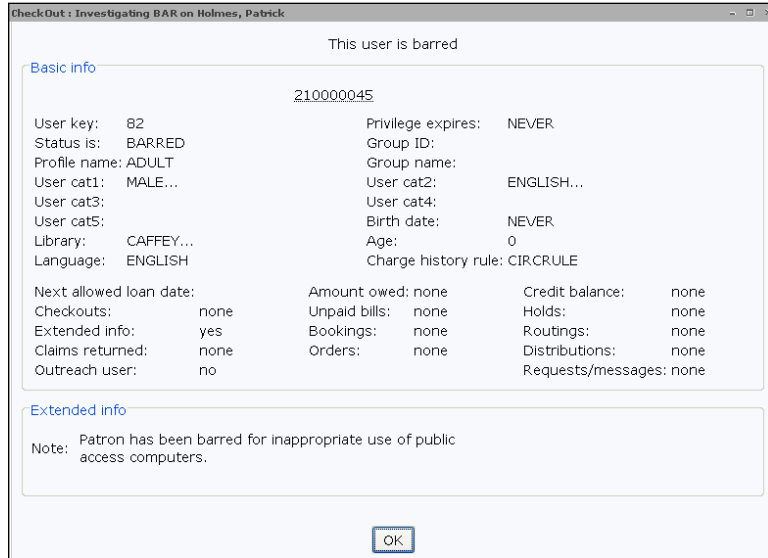 CheckOut : Investigating BAR on Holmes, Patrick
This user is barred
Basic info
210000045
User key: 82 Privilege expires: NEVER
Status is: BARRED Group ID:
Profile name: ADULT Group name:
User cat1: MALE... User cat2: ENGLISH...
User cat3: User cat4:
User cat5: Birth date: NEVER
Library: CAFFEY... Age: 0
Language: ENGLISH Charge history rule: CIRCRULE
Next allowed loan date: Amount owed: none Credit balance: none
Checkouts: none Unpaid bills: none Holds: none
Extended info: yes Bookings: none Routings: none
Claims returned: none Orders: none Distributions: none
Outreach user: no Requests/messages: none
Extended info
Note: Patron has been barred for inappropriate use of public
access computers.
OK